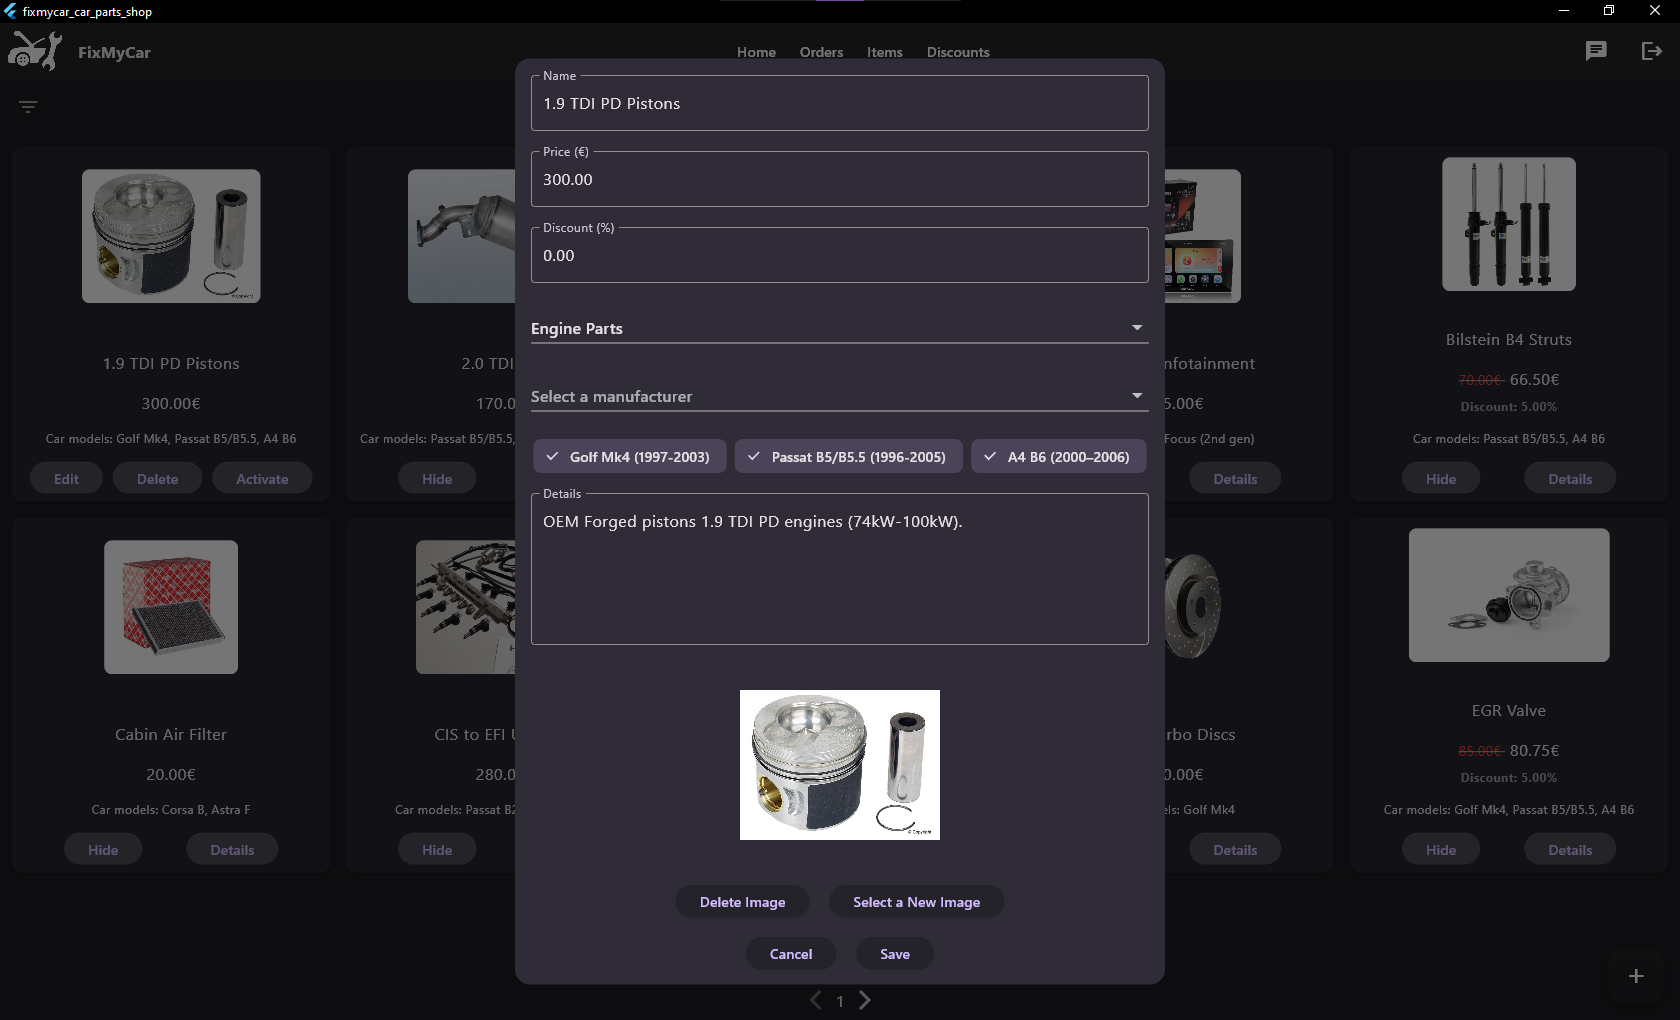 fixmycar_car_parts_shop
FixMyCar
Home Orders Items Discounts
Name
1.9 TDI PD Pistons
Price (€)
300.00
Discount (%)
0.00
Engine Parts
Select a manufacturer
Golf Mk4 (1997-2003) Passat B5/B5.5 (1996-2005) A4 B6 (2000–2006)
Details
OEM Forged pistons 1.9 TDI PD engines (74kW-100kW).
© Copyright
Delete Image Select a New Image
Cancel Save
1.9 TDI PD Pistons
300.00€
Car models: Golf Mk4, Passat B5/B5.5, A4 B6
Edit Delete Activate
2.0 TDI
170.0
Car models: Passat B5/B5.5,
Hide
nfotainment
5.00€
Focus (2nd gen)
Details
Bilstein B4 Struts
70.00€ 66.50€
Discount: 5.00%
Car models: Passat B5/B5.5, A4 B6
Hide Details
Cabin Air Filter
20.00€
Car models: Corsa B, Astra F
Hide Details
CIS to EFI
280.0
Car models: Passat B2
Hide
rbo Discs
0.00€
els: Golf Mk4
Details
EGR Valve
85.00€ 80.75€
Discount: 5.00%
Car models: Golf Mk4, Passat B5/B5.5, A4 B6
Hide Details
1